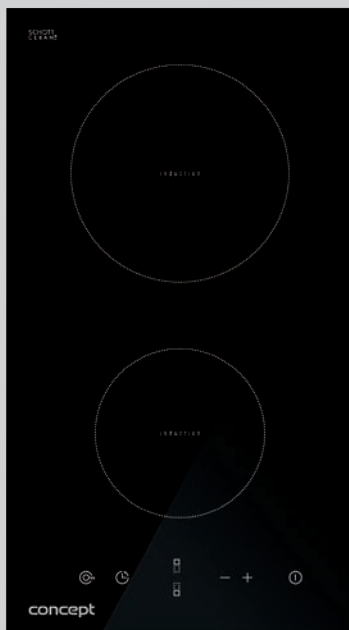 SCHOTT
CERAN®
induction
induction
− +
concept